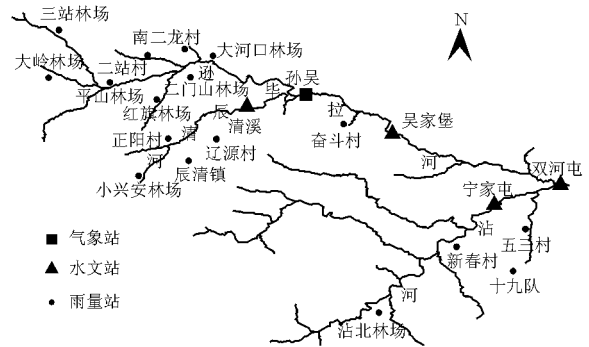 三站林场
N
南二龙村
大河口林场
大岭林场
二站村
逊
孙吴
平山林场
二门山林场
毕
拉
红旗林场
辰
吴家堡
正阳村
清
清溪
奋斗村
河
辽源村
河
双河屯
小兴安林场
辰清镇
宁家屯
沾
五三村
新春村
气象站
十九队
水文站
河
雨量站
沾北林场